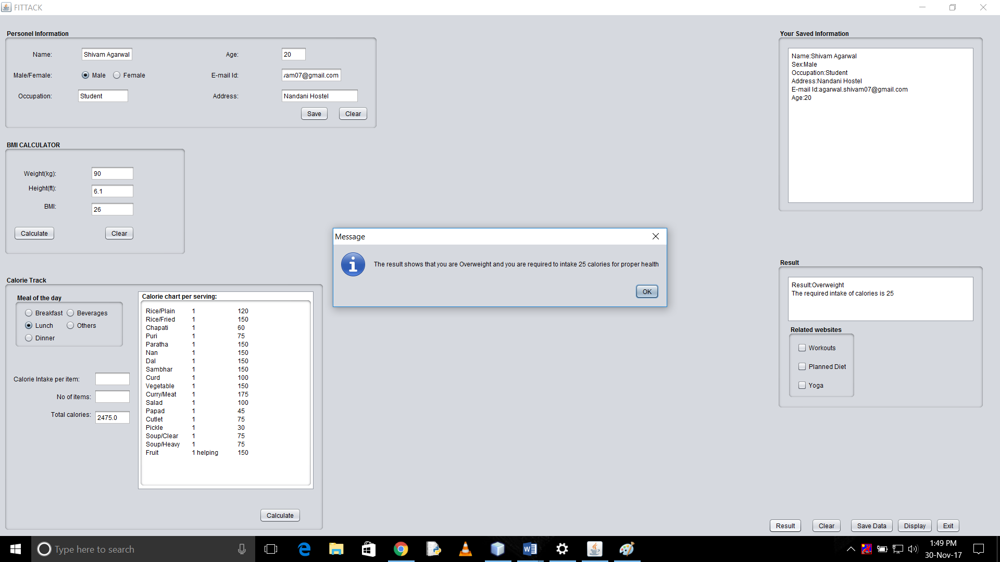 FITTACK
Personel Information
Name: Shivam Agarwal Age: 20
Male/Female: Male Female E-mail Id: vam07@gmail.com
Occupation: Student Address: Nandani Hostel
Save Clear
BMI CALCULATOR
Weight(kg): 90
Height(ft): 6.1
BMI: 26
Calculate Clear
Calorie Track
Meal of the day
Breakfast Beverages
Lunch Others
Dinner
Calorie Intake per item:
No of items:
Total calories: 2475.0
Calorie chart per serving:
Rice/Plain 1 120
Rice/Fried 1 150
Chapati 1 60
Puri 1 75
Paratha 1 150
Nan 1 150
Dal 1 150
Sambhar 1 150
Curd 1 100
Vegetable 1 150
Curry/Meat 1 175
Salad 1 100
Papad 1 45
Cutlet 1 75
Pickle 1 30
Soup/Clear 1 75
Soup/Heavy 1 75
Fruit 1 helping 150
Calculate
Message
The result shows that you are Overweight and you are required to intake 25 calories for proper health
OK
Your Saved Information
Name:Shivam Agarwal
Sex:Male
Occupation:Student
Address:Nandani Hostel
E-mail Id:agarwal.shivam07@gmail.com
Age:20
Result
Result:Overweight
The required intake of calories is 25
Related websites
Workouts
Planned Diet
Yoga
Result Clear Save Data Display Exit
Type here to search
1:49 PM
30-Nov-17